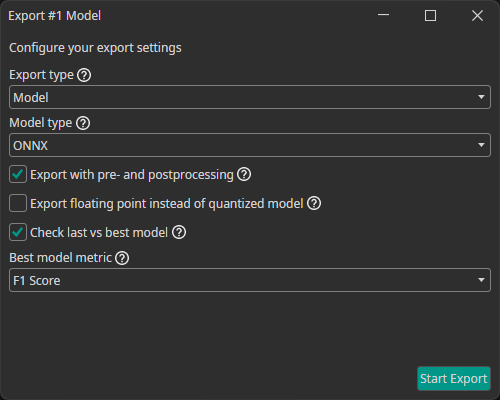 Export #1 Model
Configure your export settings
Export type ?
Model
Model type ?
ONNX
Export with pre- and postprocessing ?
Export floating point instead of quantized model ?
Check last vs best model ?
Best model metric ?
F1 Score
Start Export